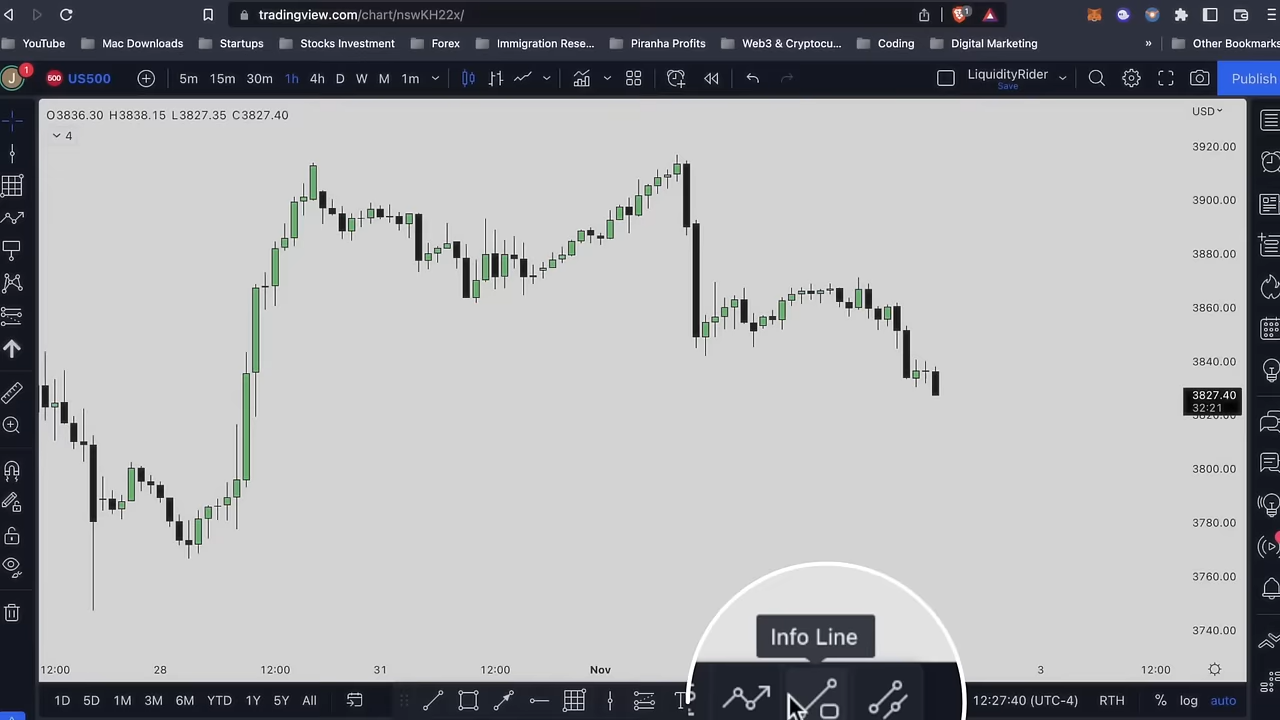 tradingview.com/chart/nswKH22x/
1
YouTube Mac Downloads Startups Stocks Investment Forex Immigration Rese... Piranha Profits Web3 & Cryptocu... Coding Digital Marketing » Other Bookmarks
J 1 500 US500 5m 15m 30m 1h 4h D W M 1m LiquidityRider Publish
Save
O3836.30 H3838.15 L3827.35 C3827.40
4
USD
3920.00
3900.00
3880.00
3860.00
3840.00
3827.40
32:21
3820.00
3800.00
3780.00
3760.00
3740.00
Info Line
12:00 28 12:00 31 12:00 Nov 3 12:00
1D 5D 1M 3M 6M YTD 1Y 5Y All 12:27:40 (UTC-4) RTH % log auto